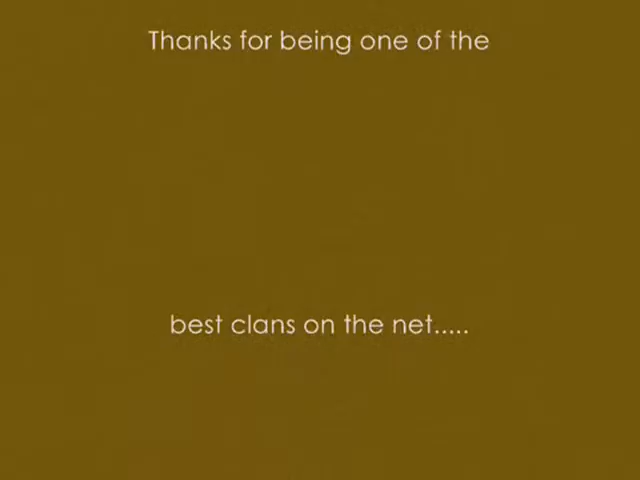 Thanks for being one of the
best clans on the net.....